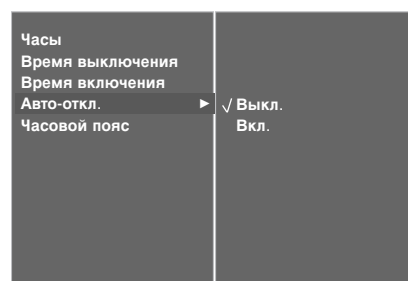 Часы
Время выключения
Время включения
Авто-откл. ► √ Выкл.
Часовой пояс Вкл.